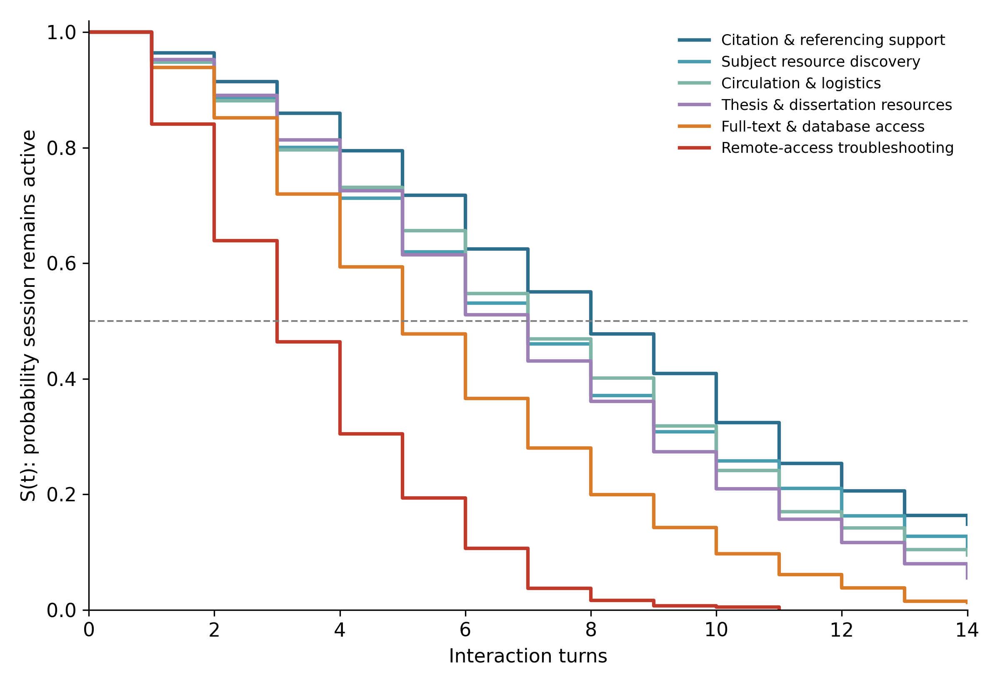 Citation & referencing support
Subject resource discovery
Circulation & logistics
Thesis & dissertation resources
Full-text & database access
Remote-access troubleshooting
S(t): probability session remains active
1.0
0.8
0.6
0.4
0.2
0.0
0 2 4 6 8 10 12 14
Interaction turns